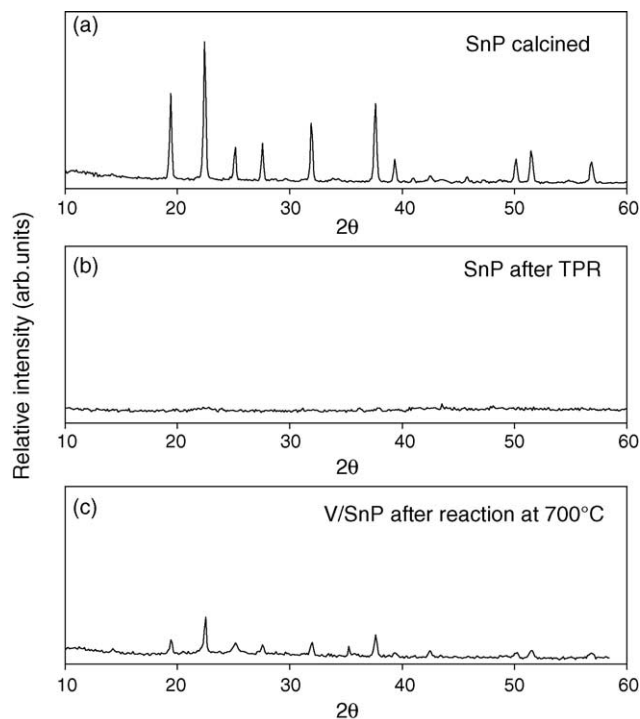 (a)
SnP calcined
10 20 30 40 50 60
2θ
(b)
SnP after TPR
10 20 30 40 50 60
2θ
Relative intensity (arb.units)
(c)
V/SnP after reaction at 700°C
10 20 30 40 50 60
2θ